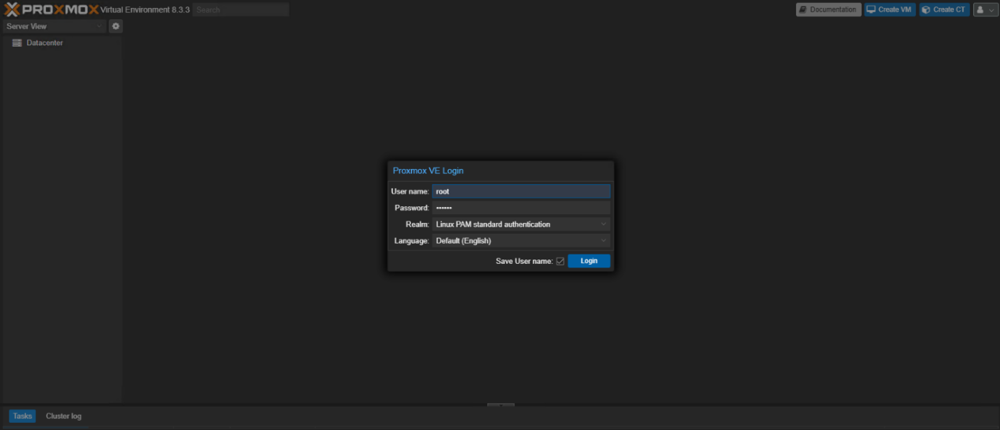 PROXMOX Virtual Environment 8.3.3 Search Documentation Create VM Create CT
Server View
Datacenter
Proxmox VE Login
User name: root
Password: ••••••
Realm: Linux PAM standard authentication
Language: Default (English)
Save User name: Login
Tasks Cluster log